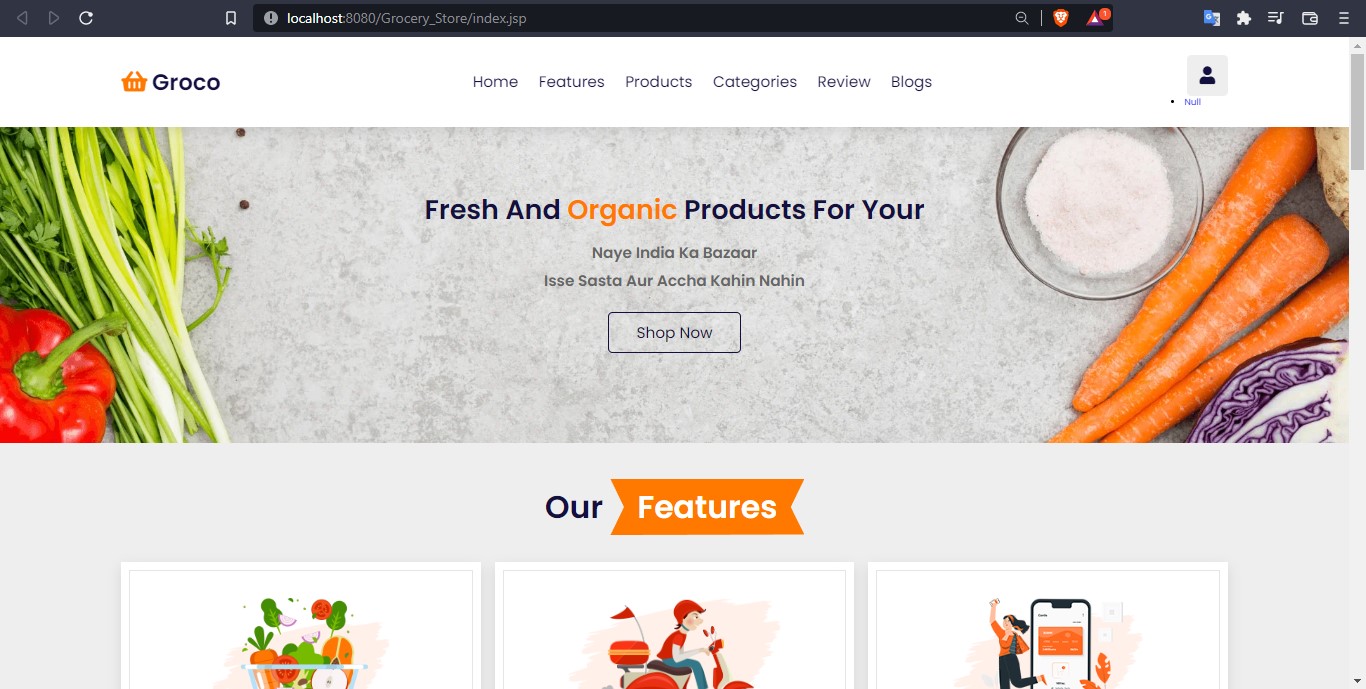 localhost:8080/Grocery_Store/index.jsp
1
Groco
Home Features Products Categories Review Blogs
Null
Fresh And Organic Products For Your
Naye India Ka Bazaar
Isse Sasta Aur Accha Kahin Nahin
Shop Now
Our Features